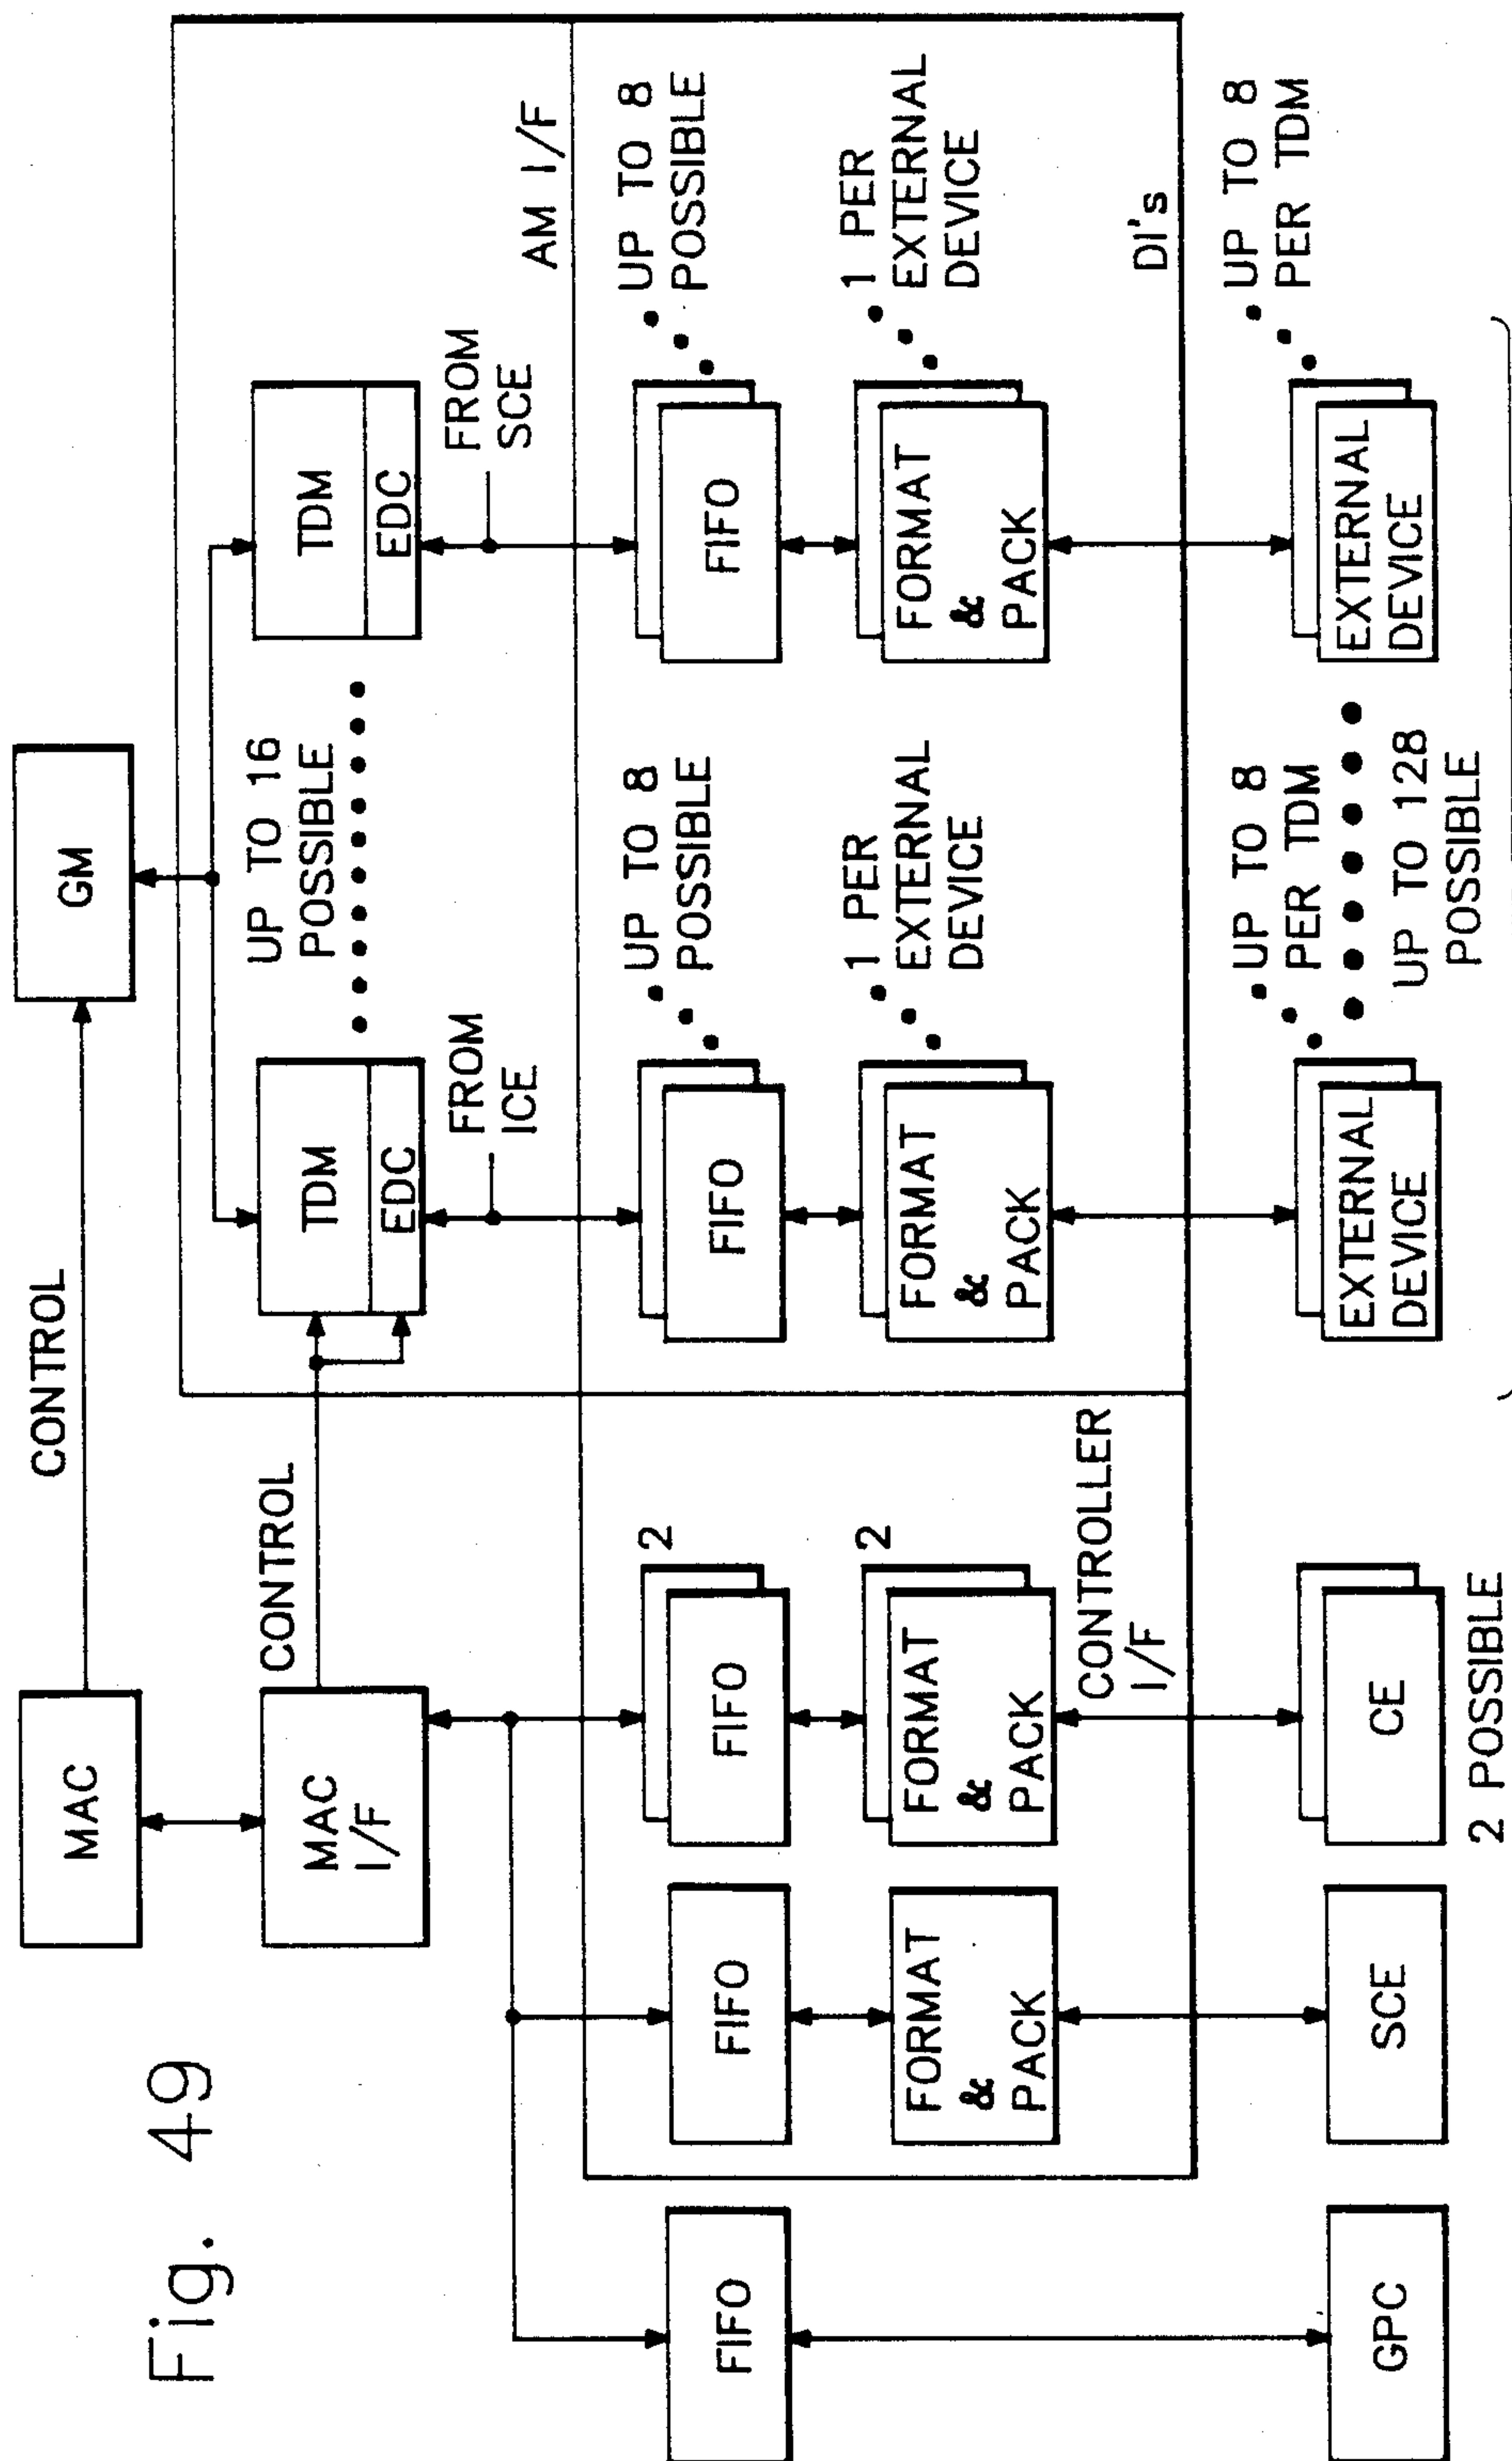 Fig. 49
MAC
CONTROL
GM
MAC
I/F
CONTROL
TDM
EDC
UP TO 16
POSSIBLE
TDM
EDC
FROM
ICE
FROM
SCE
AM I/F
FIFO
FIFO
FIFO
2
FIFO
UP TO 8
POSSIBLE
FIFO
UP TO 8
POSSIBLE
FORMAT
&
PACK
FORMAT
&
PACK
2
FORMAT
&
PACK
1 PER
EXTERNAL
DEVICE
FORMAT
&
PACK
1 PER
EXTERNAL
DEVICE
CONTROLLER
I/F
DI's
GPC
SCE
CE
2 POSSIBLE
EXTERNAL
DEVICE
UP TO 8
PER TDM
UP TO 128
POSSIBLE
EXTERNAL
DEVICE
UP TO 8
PER TDM